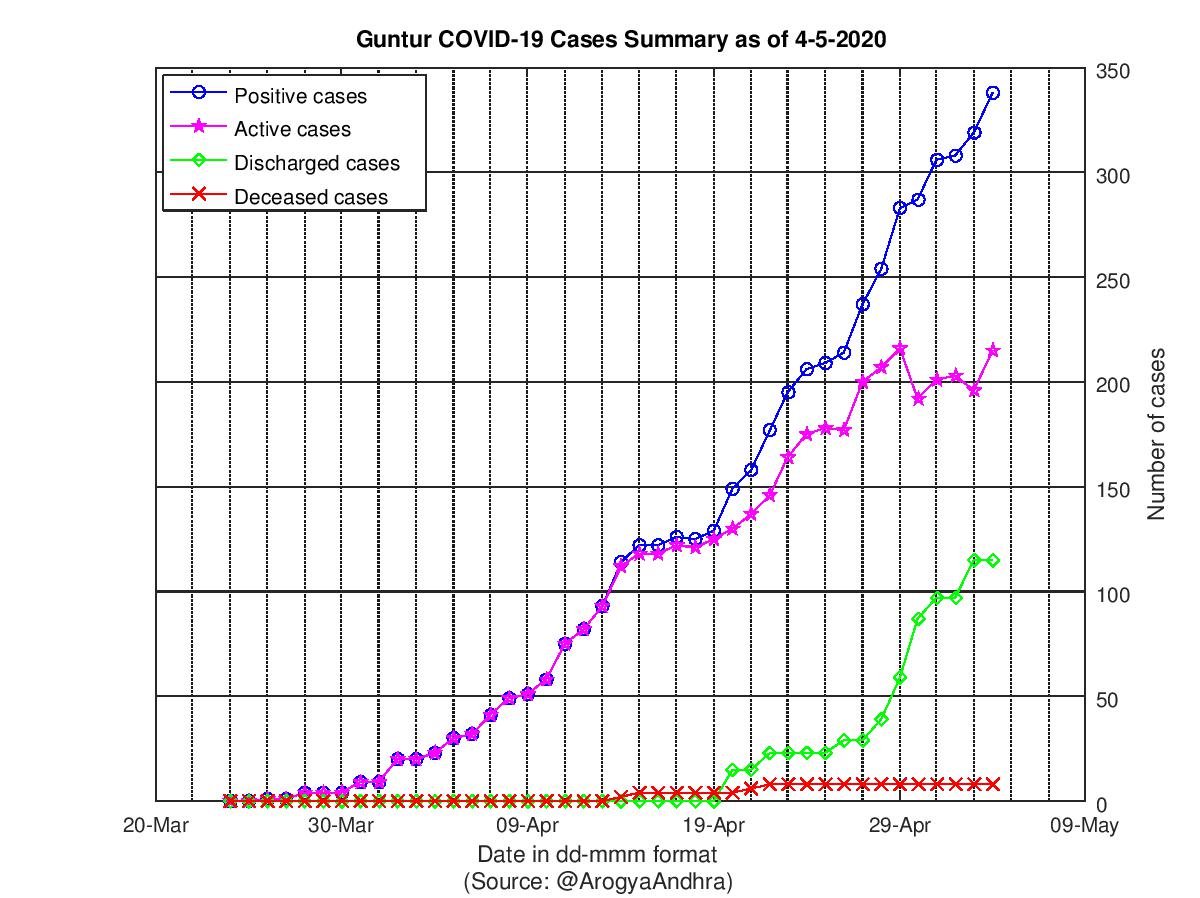 Guntur COVID-19 Cases Summary as of 4-5-2020
Positive cases
Active cases
Discharged cases
Deceased cases
350
300
250
200
150
100
50
0
Number of cases
20-Mar 30-Mar 09-Apr 19-Apr 29-Apr 09-May
Date in dd-mmm format
(Source: @ArogyaAndhra)